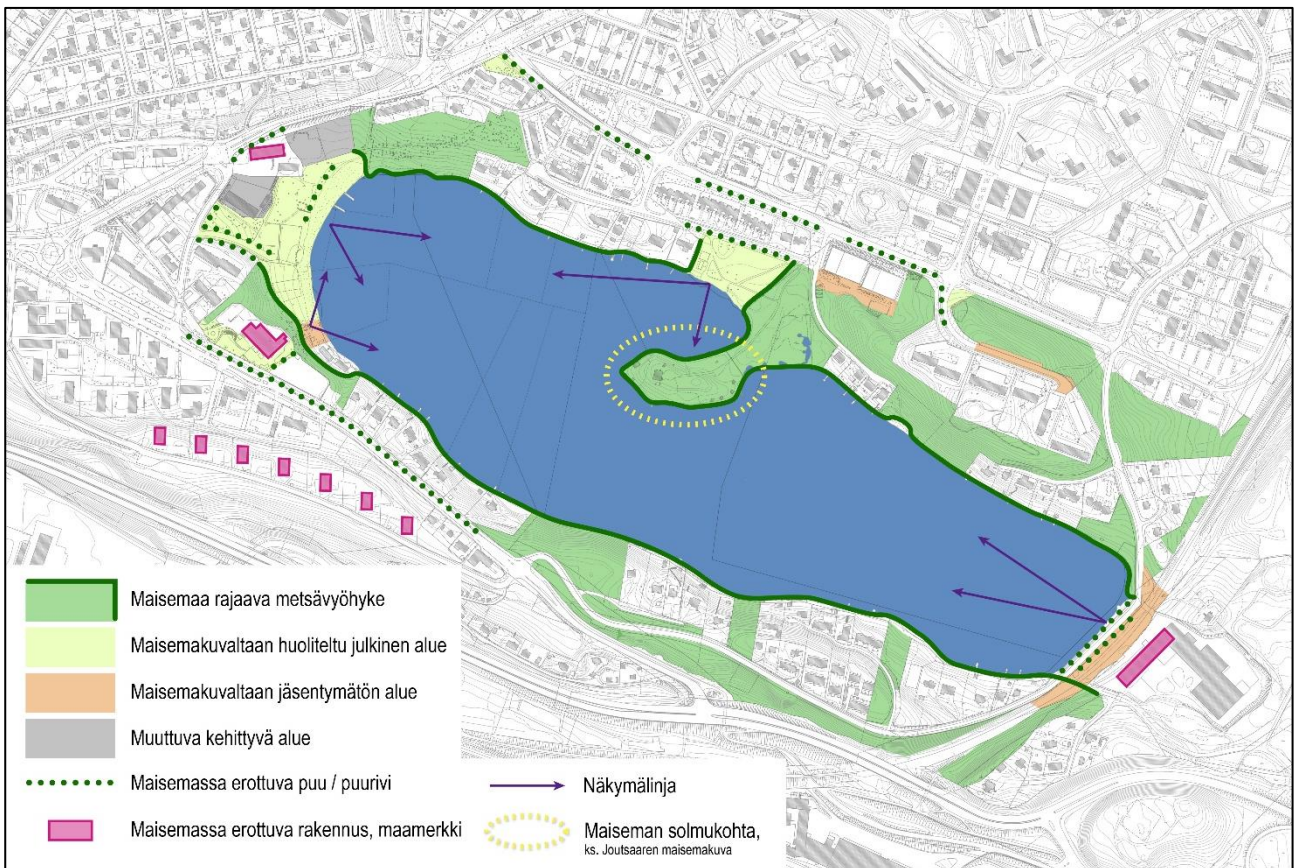 Maisemaa rajaava metsävyöhyke
Maisemakuvaltaan huoliteltu julkinen alue
Maisemakuvaltaan jäsentymätön alue
Muuttuva kehittyvä alue
Maisemassa erottuva puu / puurivi
Maisemassa erottuva rakennus, maamerkki
Näkymälinja
Maiseman solmukohta,
ks. Joutsaaren maisemakuva